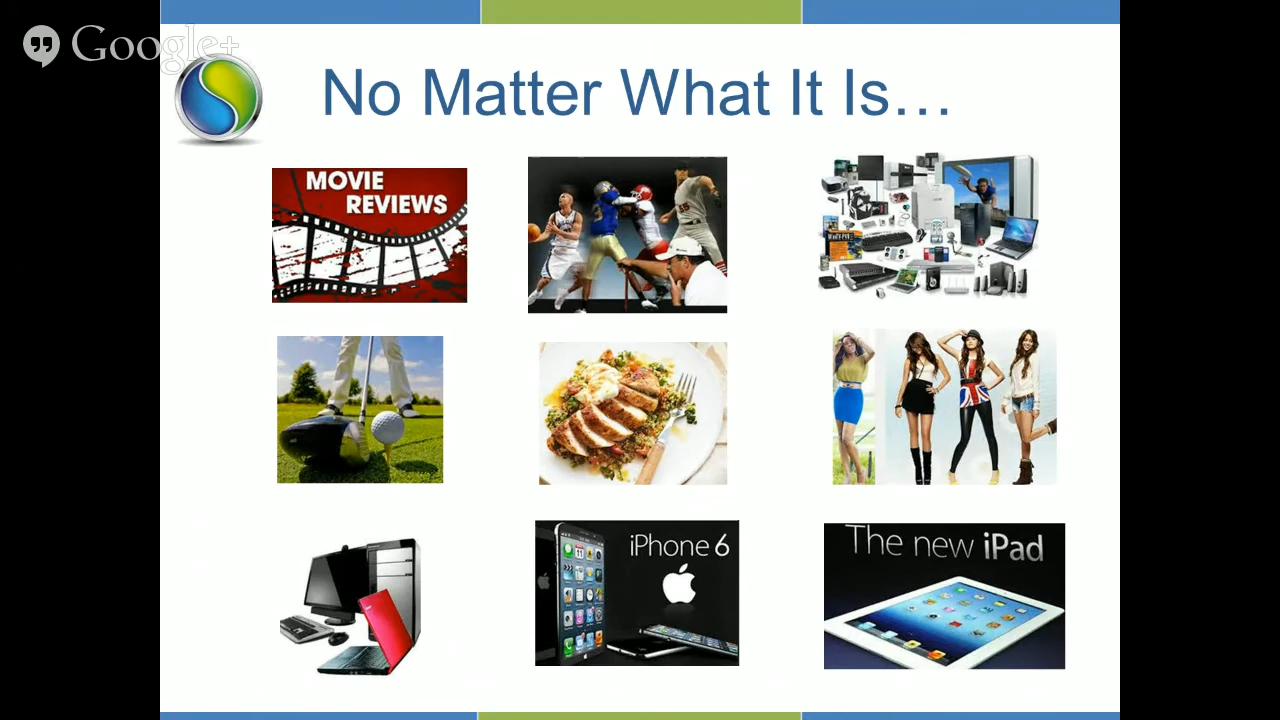 Google+
No Matter What It Is…
MOVIE
REVIEWS
iPhone 6
The new iPad